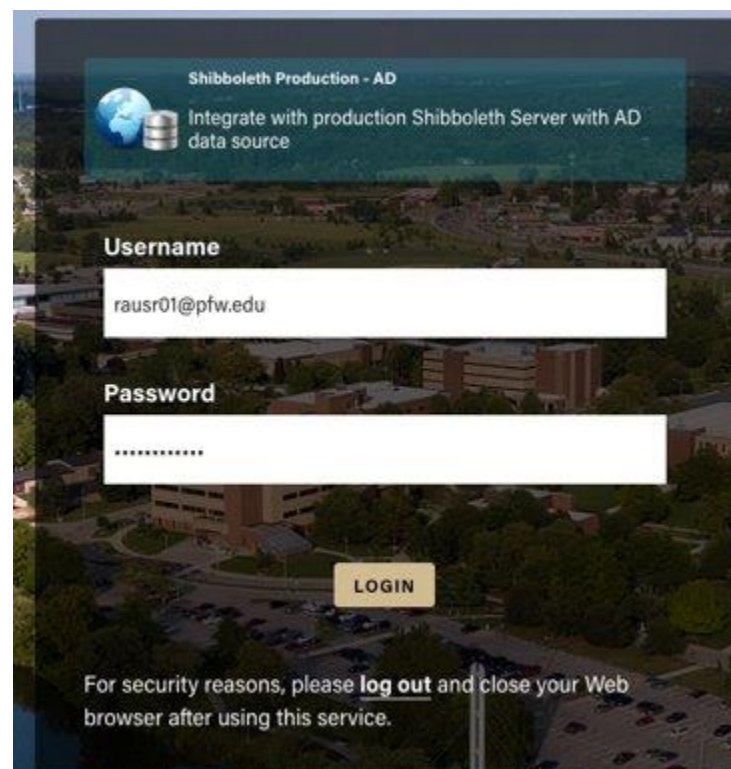 Shibboleth Production - AD
Integrate with production Shibboleth Server with AD
data source
Username
rausr01@pfw.edu
Password
............
LOGIN
For security reasons, please log out and close your Web
browser after using this service.